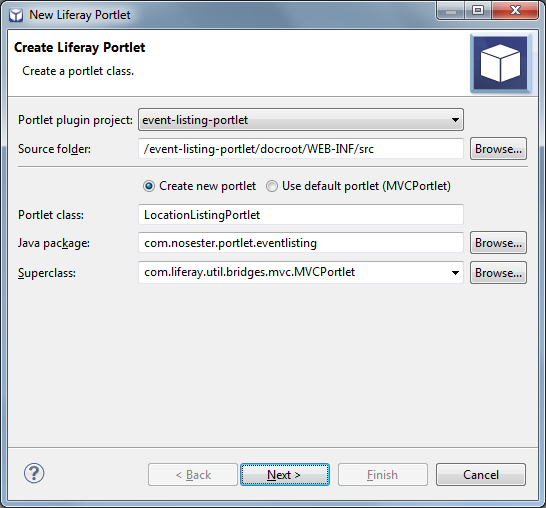 New Liferay Portlet
Create Liferay Portlet
Create a portlet class.
Portlet plugin project: event-listing-portlet
Source folder: /event-listing-portlet/docroot/WEB-INF/src Browse...
Create new portlet Use default portlet (MVCPortlet)
Portlet class: LocationListingPortlet
Java package: com.nosester.portlet.eventlisting Browse...
Superclass: com.liferay.util.bridges.mvc.MVCPortlet Browse...
? < Back Next > Finish Cancel